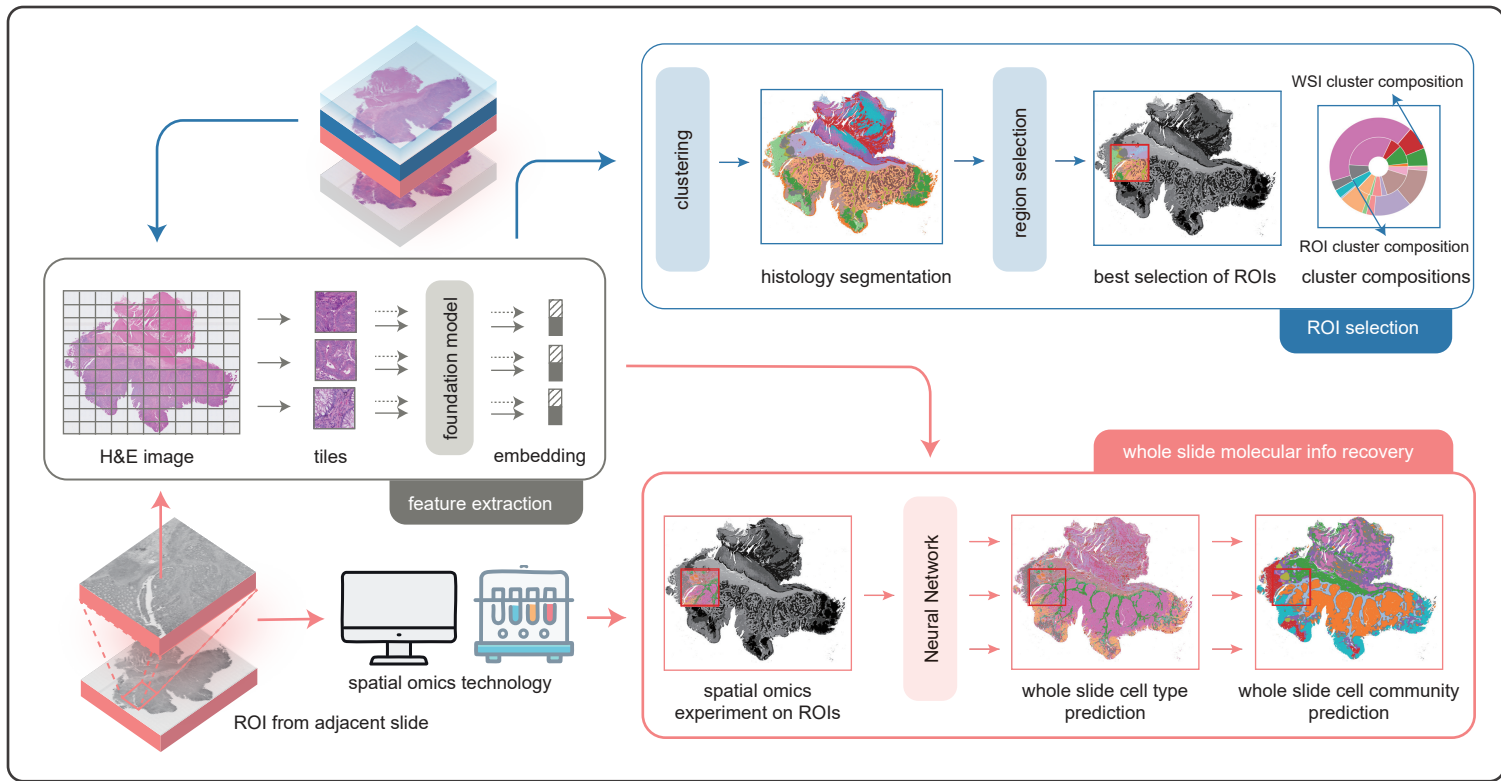 WSI cluster composition
clustering
region selection
ROI cluster composition
histology segmentation
best selection of ROIs
cluster compositions
ROI selection
foundation model
H&E image
tiles
embedding
feature extraction
whole slide molecular info recovery
Neural Network
spatial omics technology
ROI from adjacent slide
spatial omics
experiment on ROIs
whole slide cell type
prediction
whole slide cell community
prediction